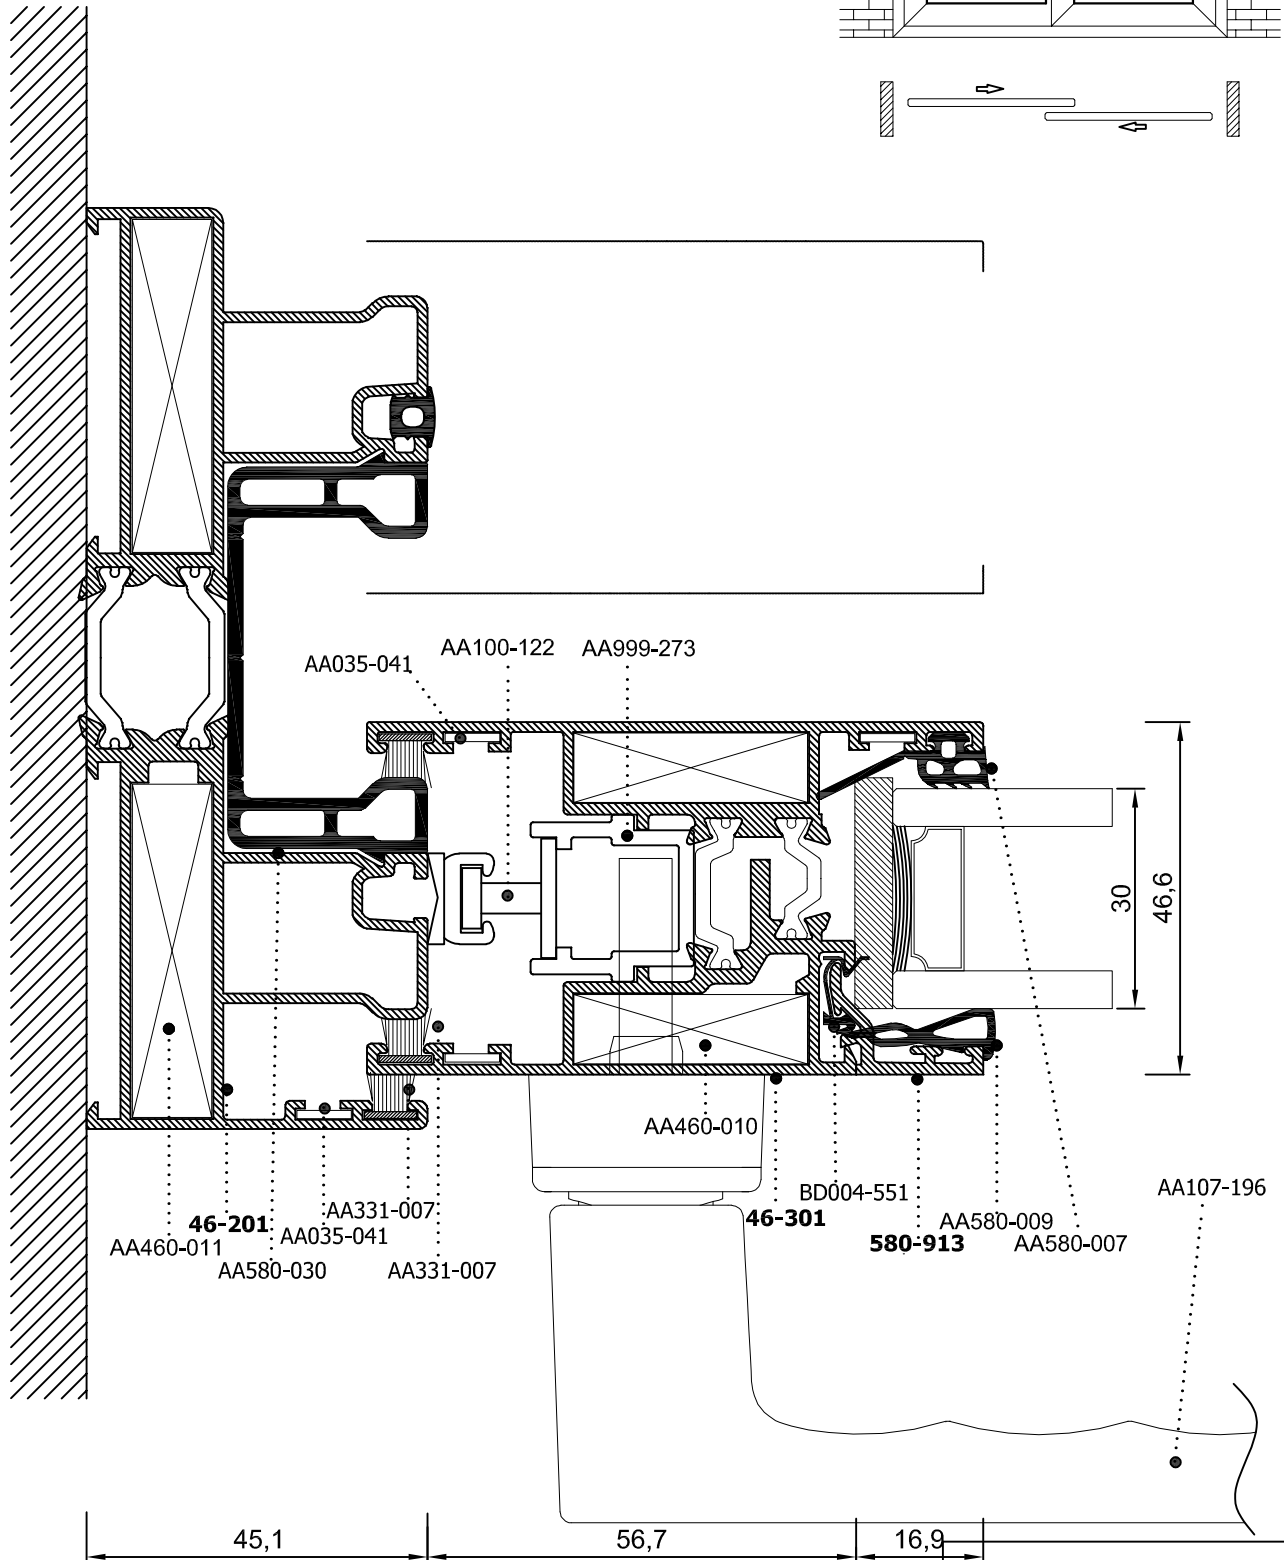 AA035-041
AA100-122
AA999-273
30
46,6
AA460-010
BD004-551
46-301
580-913
AA580-009
AA580-007
AA107-196
46-201
AA331-007
AA460-011
AA035-041
AA580-030
AA331-007
45,1
56,7
16,9